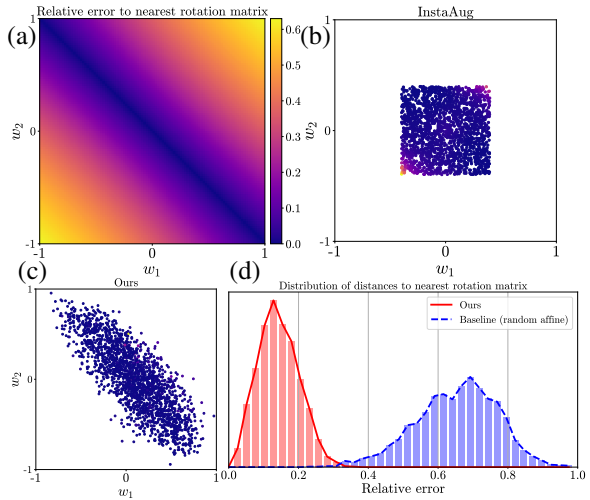 (a)
Relative error to nearest rotation matrix
1
0
-1
w2
-1
0
1
w1
0.6
0.5
0.4
0.3
0.2
0.1
0.0
(b)
InstaAug
1
0
-1
w2
-1
0
1
w1
(c)
Ours
1
0
-1
w2
-1
0
1
w1
(d)
Distribution of distances to nearest rotation matrix
Ours
Baseline (random affine)
0.0
0.2
0.4
0.6
0.8
1.0
Relative error